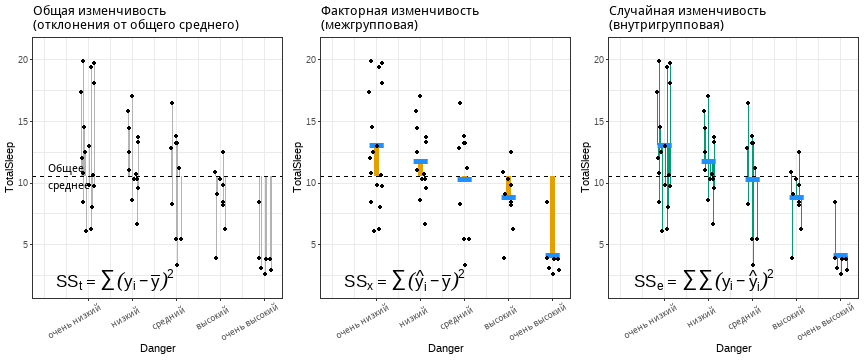 Общая изменчивость
(отклонения от общего среднего)
20
15
10
5
TotalSleep
Общее
среднее
SSₜ = ∑(yᵢ − y̅)²
очень низкий
низкий
средний
высокий
очень высокий
Danger
Факторная изменчивость
(межгрупповая)
20
15
10
5
TotalSleep
SSₓ = ∑(ŷᵢ − y̅)²
очень низкий
низкий
средний
высокий
очень высокий
Danger
Случайная изменчивость
(внутригрупповая)
20
15
10
5
TotalSleep
SSₑ = ∑∑(yᵢ − ŷᵢ)²
очень низкий
низкий
средний
высокий
очень высокий
Danger